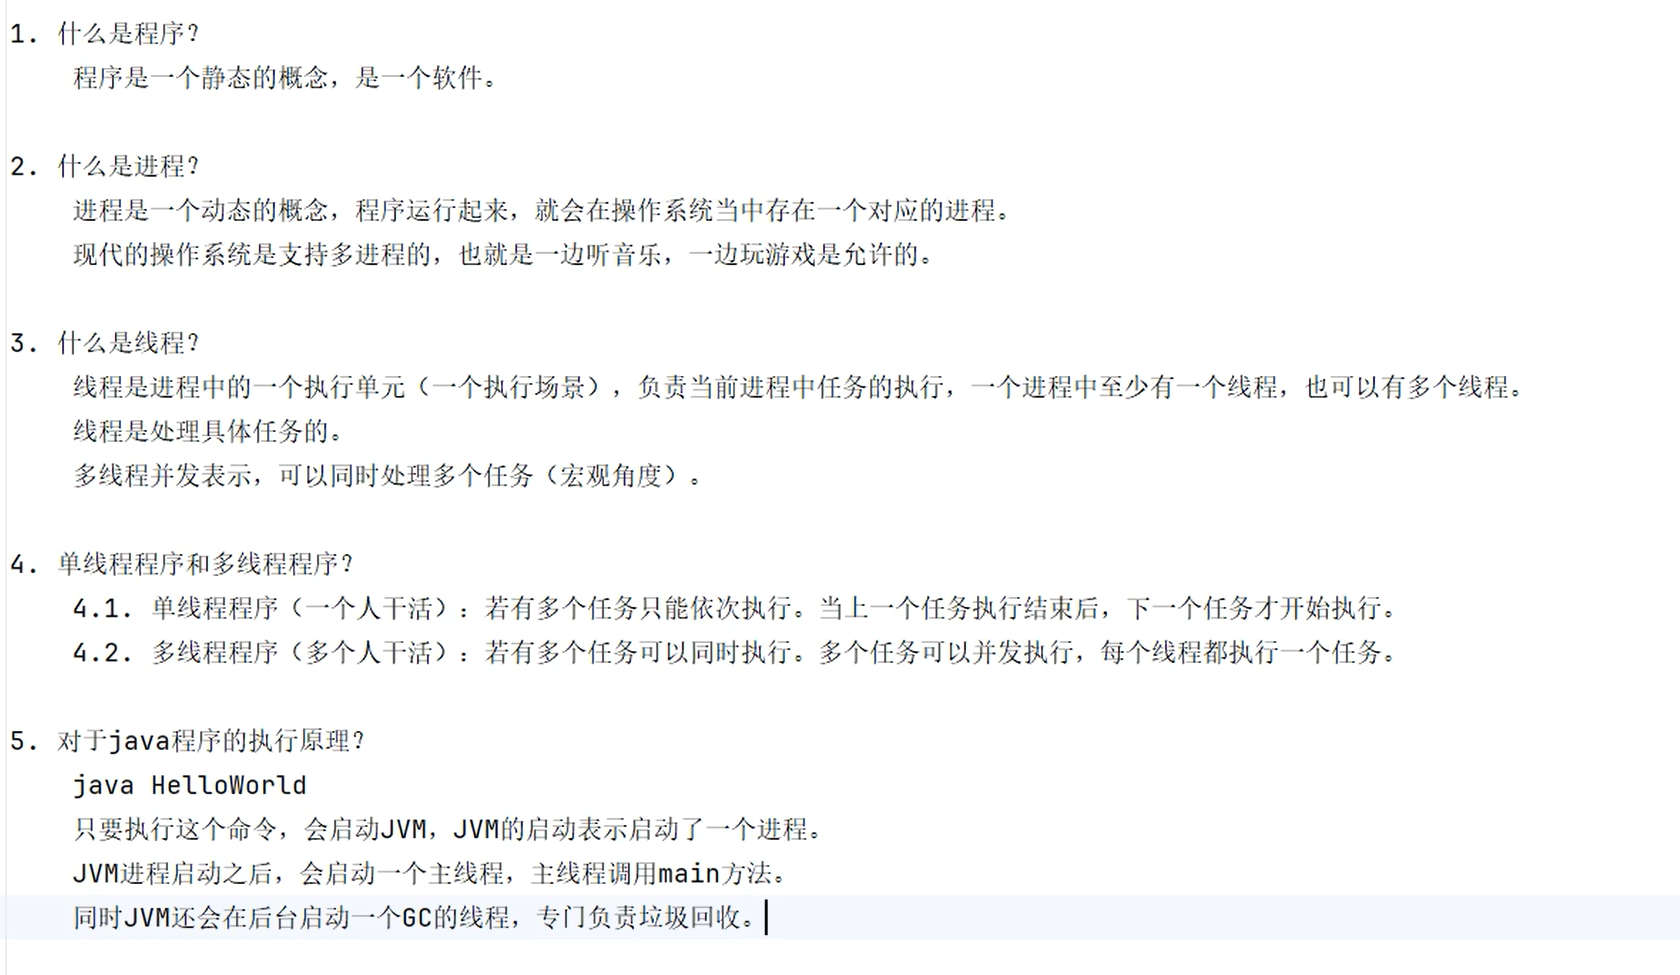 1. 什么是程序？
程序是一个静态的概念，是一个软件。
2. 什么是进程？
进程是一个动态的概念，程序运行起来，就会在操作系统当中存在一个对应的进程。
现代的操作系统是支持多进程的，也就是一边听音乐，一边玩游戏是允许的。
3. 什么是线程？
线程是进程中的一个执行单元（一个执行场景），负责当前进程中任务的执行，一个进程中至少有一个线程，也可以有多个线程。
线程是处理具体任务的。
多线程并发表示，可以同时处理多个任务（宏观角度）。
4. 单线程程序和多线程程序？
4.1. 单线程程序（一个人干活）：若有多个任务只能依次执行。当上一个任务执行结束后，下一个任务才开始执行。
4.2. 多线程程序（多个人干活）：若有多个任务可以同时执行。多个任务可以并发执行，每个线程都执行一个任务。
5. 对于java程序的执行原理？
java HelloWorld
只要执行这个命令，会启动JVM，JVM的启动表示启动了一个进程。
JVM进程启动之后，会启动一个主线程，主线程调用main方法。
同时JVM还会在后台启动一个GC的线程，专门负责垃圾回收。